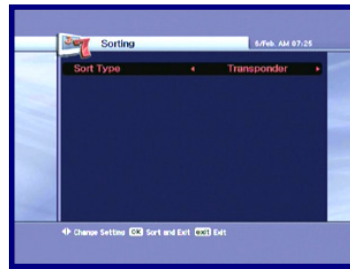 Sorting 6/Feb. AM 07:25
Sort Type Transponder
Change Setting OK Sort and Exit exit Exit